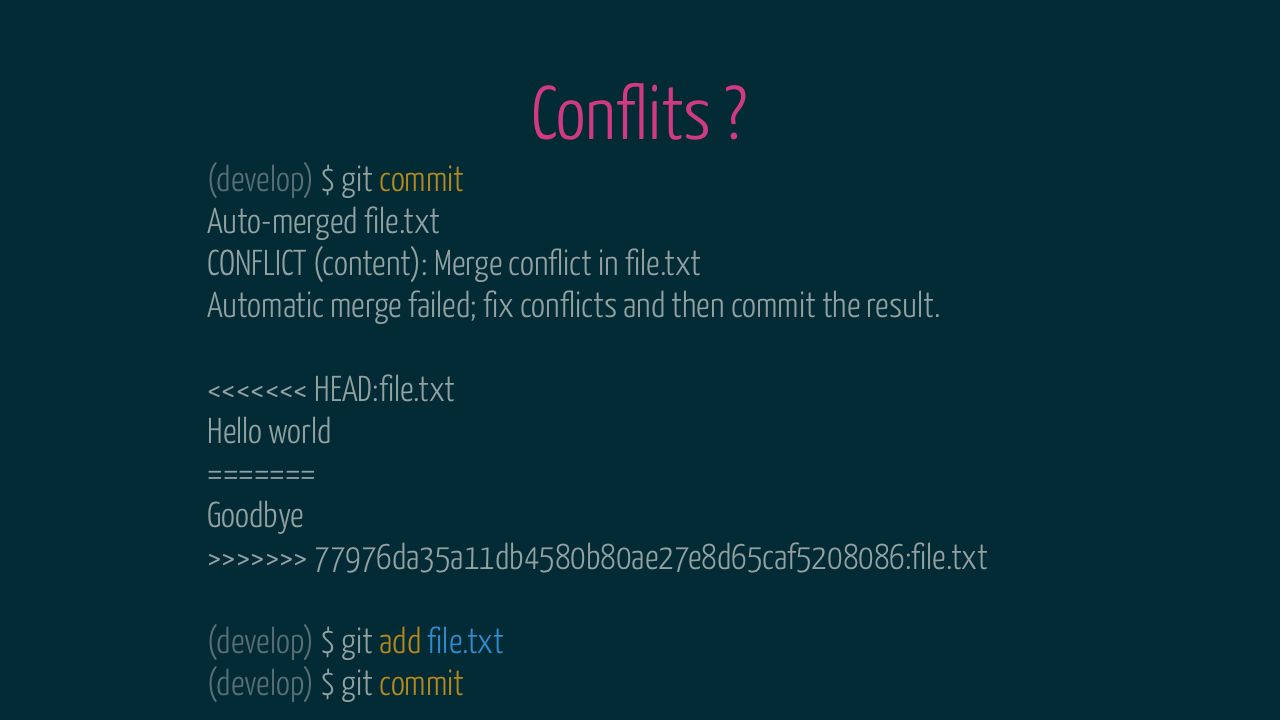 Conflits ?
(develop) $ git commit
Auto-merged file.txt
CONFLICT (content): Merge conflict in file.txt
Automatic merge failed; fix conflicts and then commit the result.
<<<<<<< HEAD:file.txt
Hello world
=======
Goodbye
>>>>>>> 77976da35a11db4580b80ae27e8d65caf5208086:file.txt
(develop) $ git add file.txt
(develop) $ git commit